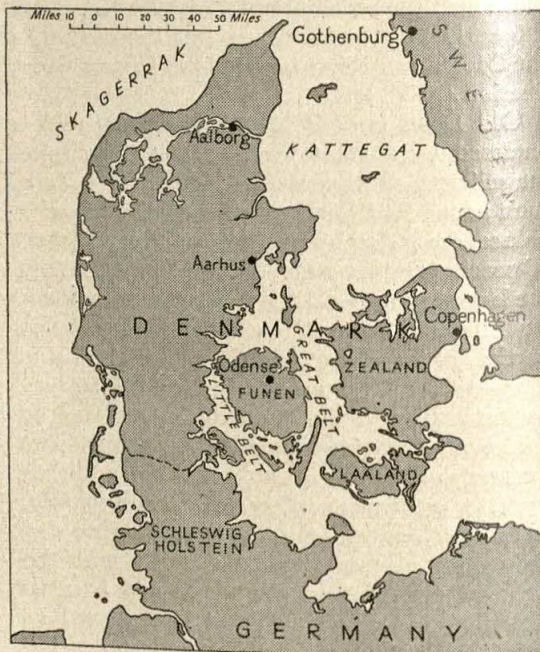 Miles 10 0 10 20 30 40 50 Miles
Gothenburg
SWEDEN
SKAGERRAK
Aalborg
KATTEGAT
Aarhus
DENMARK
Copenhagen
GREAT BELT
ZEALAND
Odense
FUNEN
LITTLE BELT
LAALAND
SCHLESWIG
HOLSTEIN
GERMANY